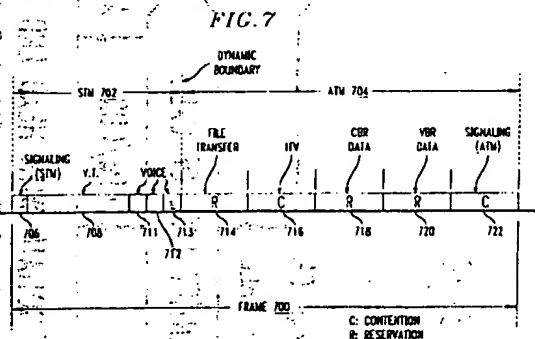 FIG. 7
DYNAMIC
BOUNDARY
STM 702
ATM 704
SIGNALING
(STM)
V.T.
VOICE
FILE
TRANSFER
ITV
CBR
DATA
VBR
DATA
SIGNALING
(ATM)
R
C
R
R
C
706
708
711
712
713
714
716
718
720
722
FRAME 700
C: CONTENTION
R: RESERVATION